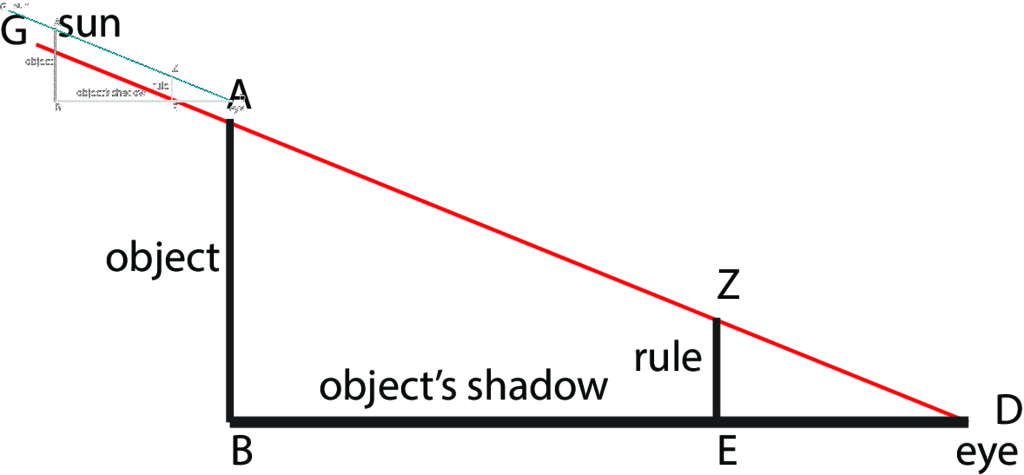 G sun
object
object's shadow
rule
A
object
Z
rule
object’s shadow
D
B
E
eye